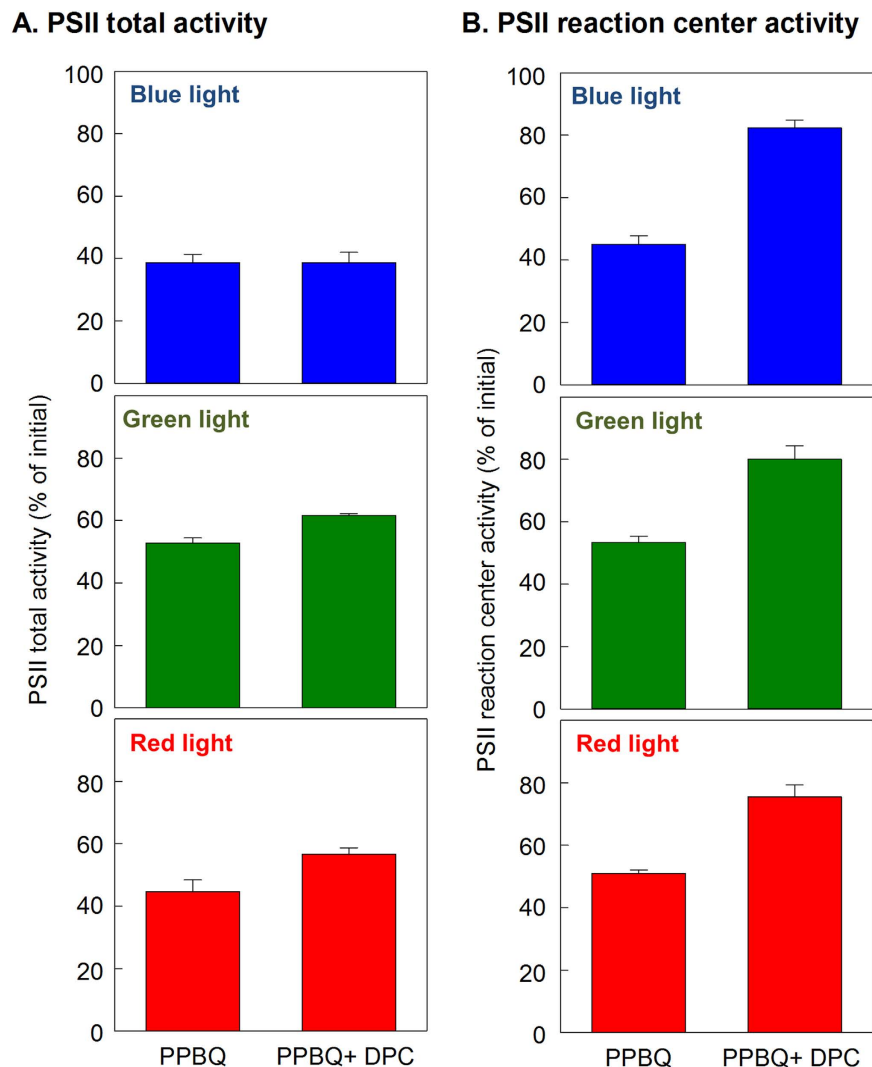 A. PSII total activity
B. PSII reaction center activity
PSII total activity (% of initial)
100
80
60
40
20
0
Blue light
80
60
40
20
0
Green light
80
60
40
20
0
Red light
PPBQ
PPBQ+ DPC
PSII reaction center activity (% of initial)
100
80
60
40
20
0
Blue light
80
60
40
20
0
Green light
80
60
40
20
0
Red light
PPBQ
PPBQ+ DPC